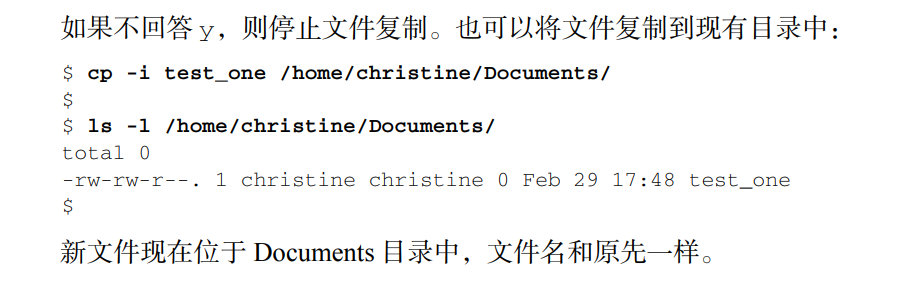 如果不回答 y，则停止文件复制。也可以将文件复制到现有目录中：
$ cp -i test_one /home/christine/Documents/
$
$ ls -l /home/christine/Documents/
total 0
-rw-rw-r--. 1 christine christine 0 Feb 29 17:48 test_one
$
新文件现在位于 Documents 目录中，文件名和原先一样。